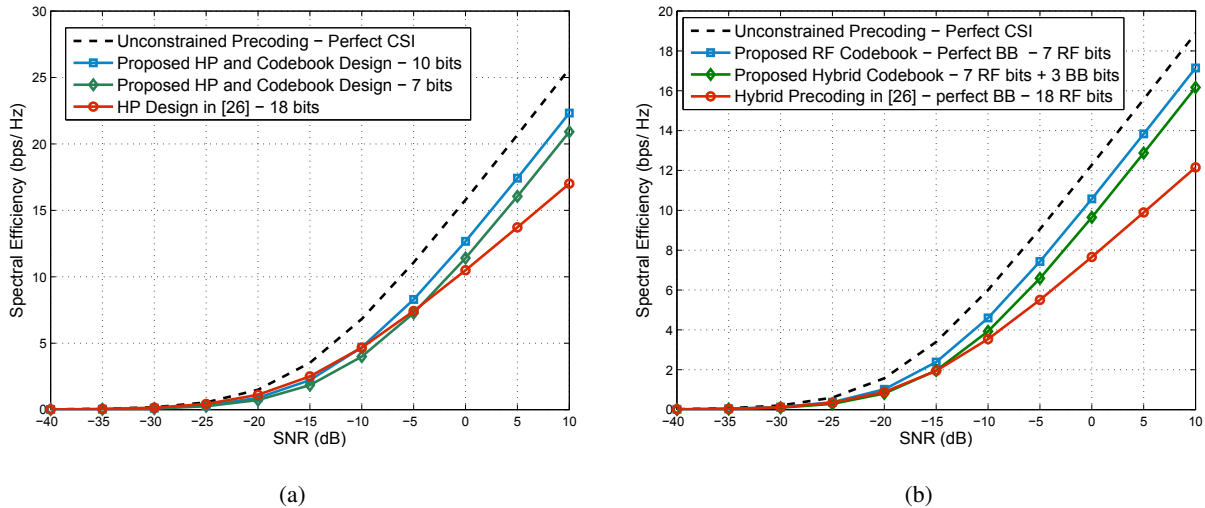 30
25
20
15
10
5
0
Spectral Efficiency (bps/ Hz)
Unconstrained Precoding − Perfect CSI
Proposed HP and Codebook Design − 10 bits
Proposed HP and Codebook Design − 7 bits
HP Design in [26] − 18 bits
−40 −35 −30 −25 −20 −15 −10 −5 0 5 10
SNR (dB)
(a)
20
18
16
14
12
10
8
6
4
2
0
Spectral Efficiency (bps/ Hz)
Unconstrained Precoding − Perfect CSI
Proposed RF Codebook − Perfect BB − 7 RF bits
Proposed Hybrid Codebook − 7 RF bits + 3 BB bits
Hybrid Precoding in [26] − perfect BB − 18 RF bits
−40 −35 −30 −25 −20 −15 −10 −5 0 5 10
SNR (dB)
(b)